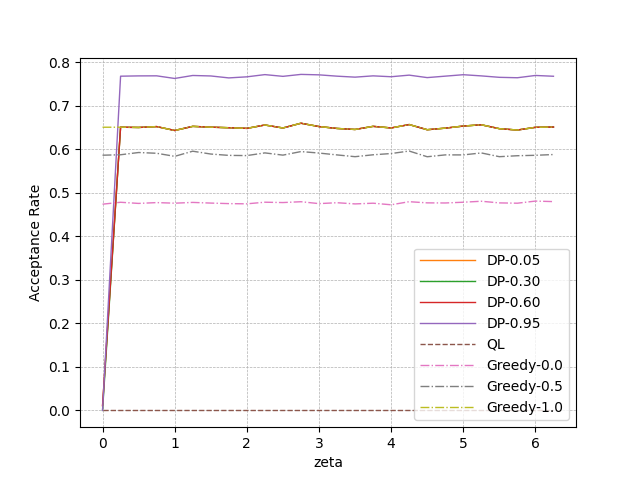 0.8
0.7
0.6
0.5
0.4
0.3
0.2
0.1
0.0
Acceptance Rate
0 1 2 3 4 5 6
zeta
DP-0.05
DP-0.30
DP-0.60
DP-0.95
QL
Greedy-0.0
Greedy-0.5
Greedy-1.0